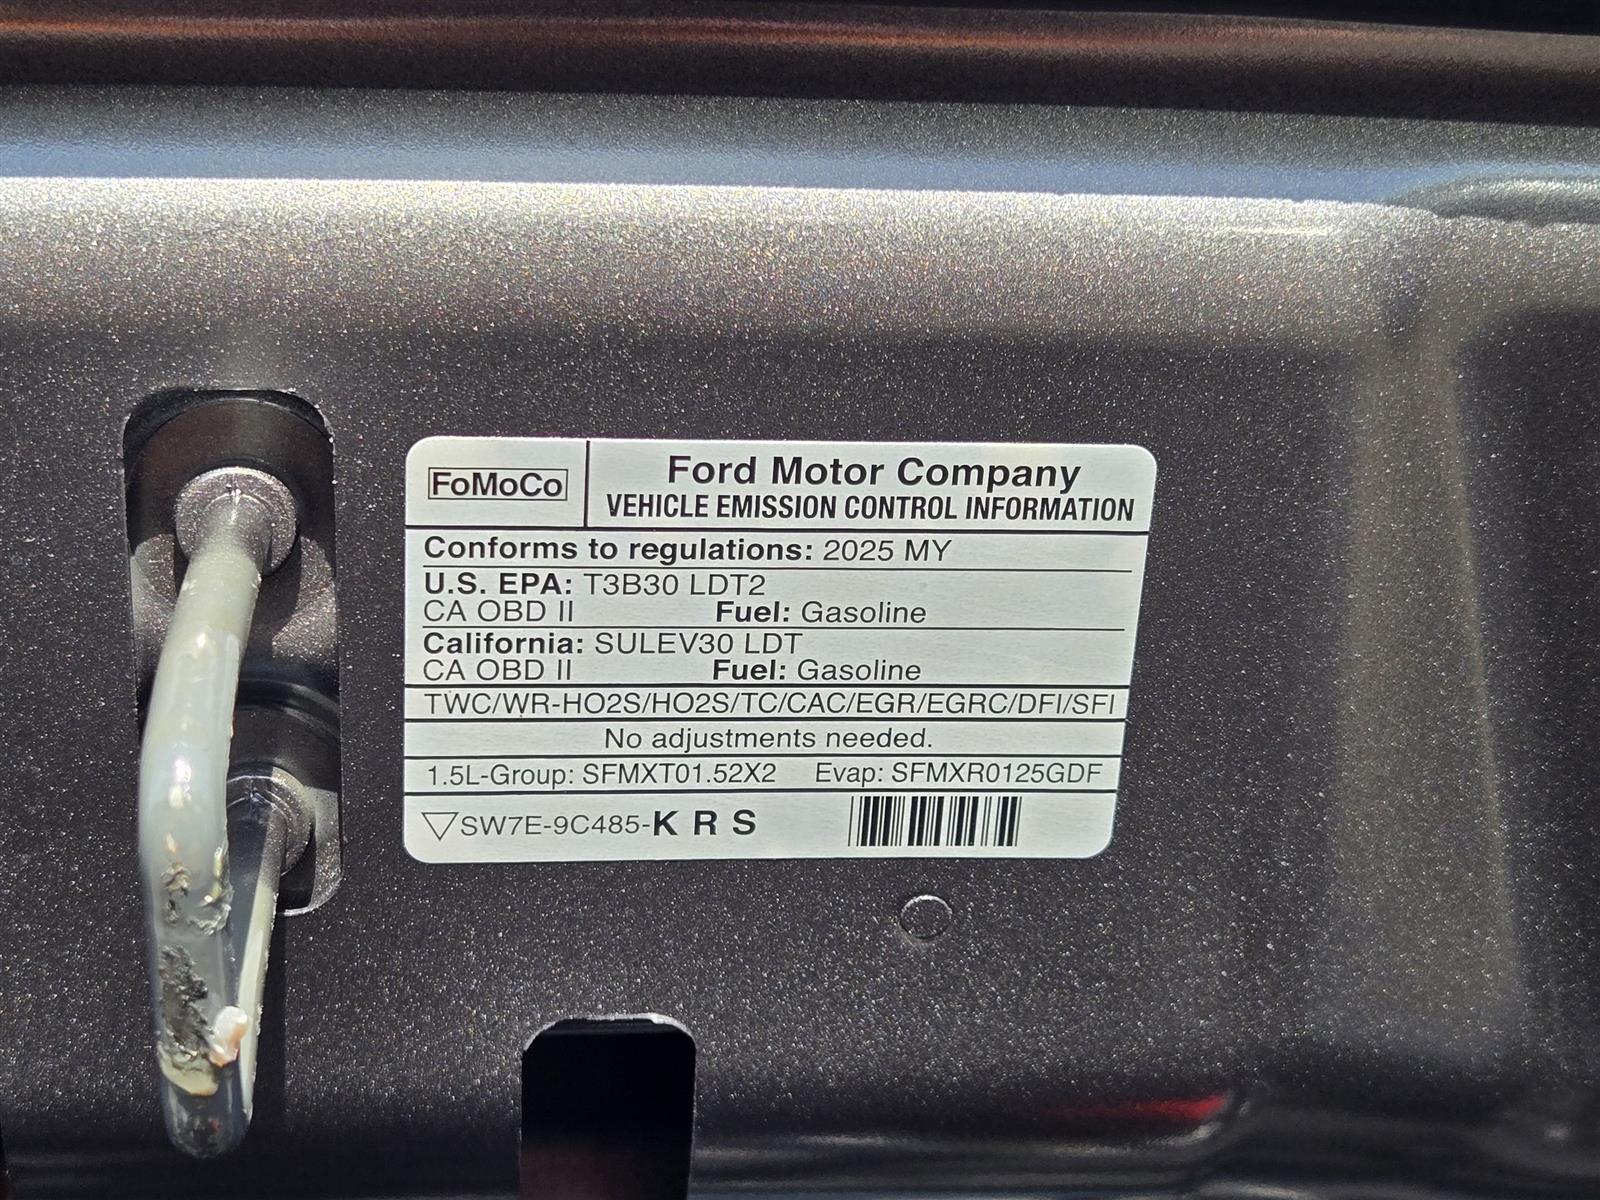 FoMoCo
Ford Motor Company
VEHICLE EMISSION CONTROL INFORMATION
Conforms to regulations: 2025 MY
U.S. EPA: T3B30 LDT2
CA OBD II Fuel: Gasoline
California: SULEV30 LDT
CA OBD II Fuel: Gasoline
TWC/WR-HO2S/HO2S/TC/CAC/EGR/EGRC/DFI/SFI
No adjustments needed.
1.5L-Group: SFMXT01.52X2 Evap: SFMXR0125GDF
SW7E-9C485-K R S